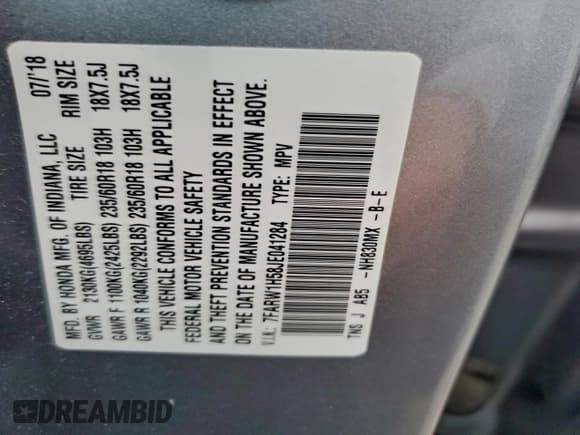 MFD. BY HONDA MFG. OF INDIANA, LLC 07/'18
GVWR 2130KG(4695LBS) TIRE SIZE RIM SIZE
GAWR F 1100KG(2425LBS) 235/60R18 103H 18X7.5J
GAWR R 1040KG(2292LBS) 235/60R18 103H 18X7.5J
THIS VEHICLE CONFORMS TO ALL APPLICABLE
FEDERAL MOTOR VEHICLE SAFETY
AND THEFT PREVENTION STANDARDS IN EFFECT
ON THE DATE OF MANUFACTURE SHOWN ABOVE.
V.I.N.: 7FARW1H58JE041284 TYPE: MPV
TNS J AB5 -NH830MX -B-E
DREAMBID